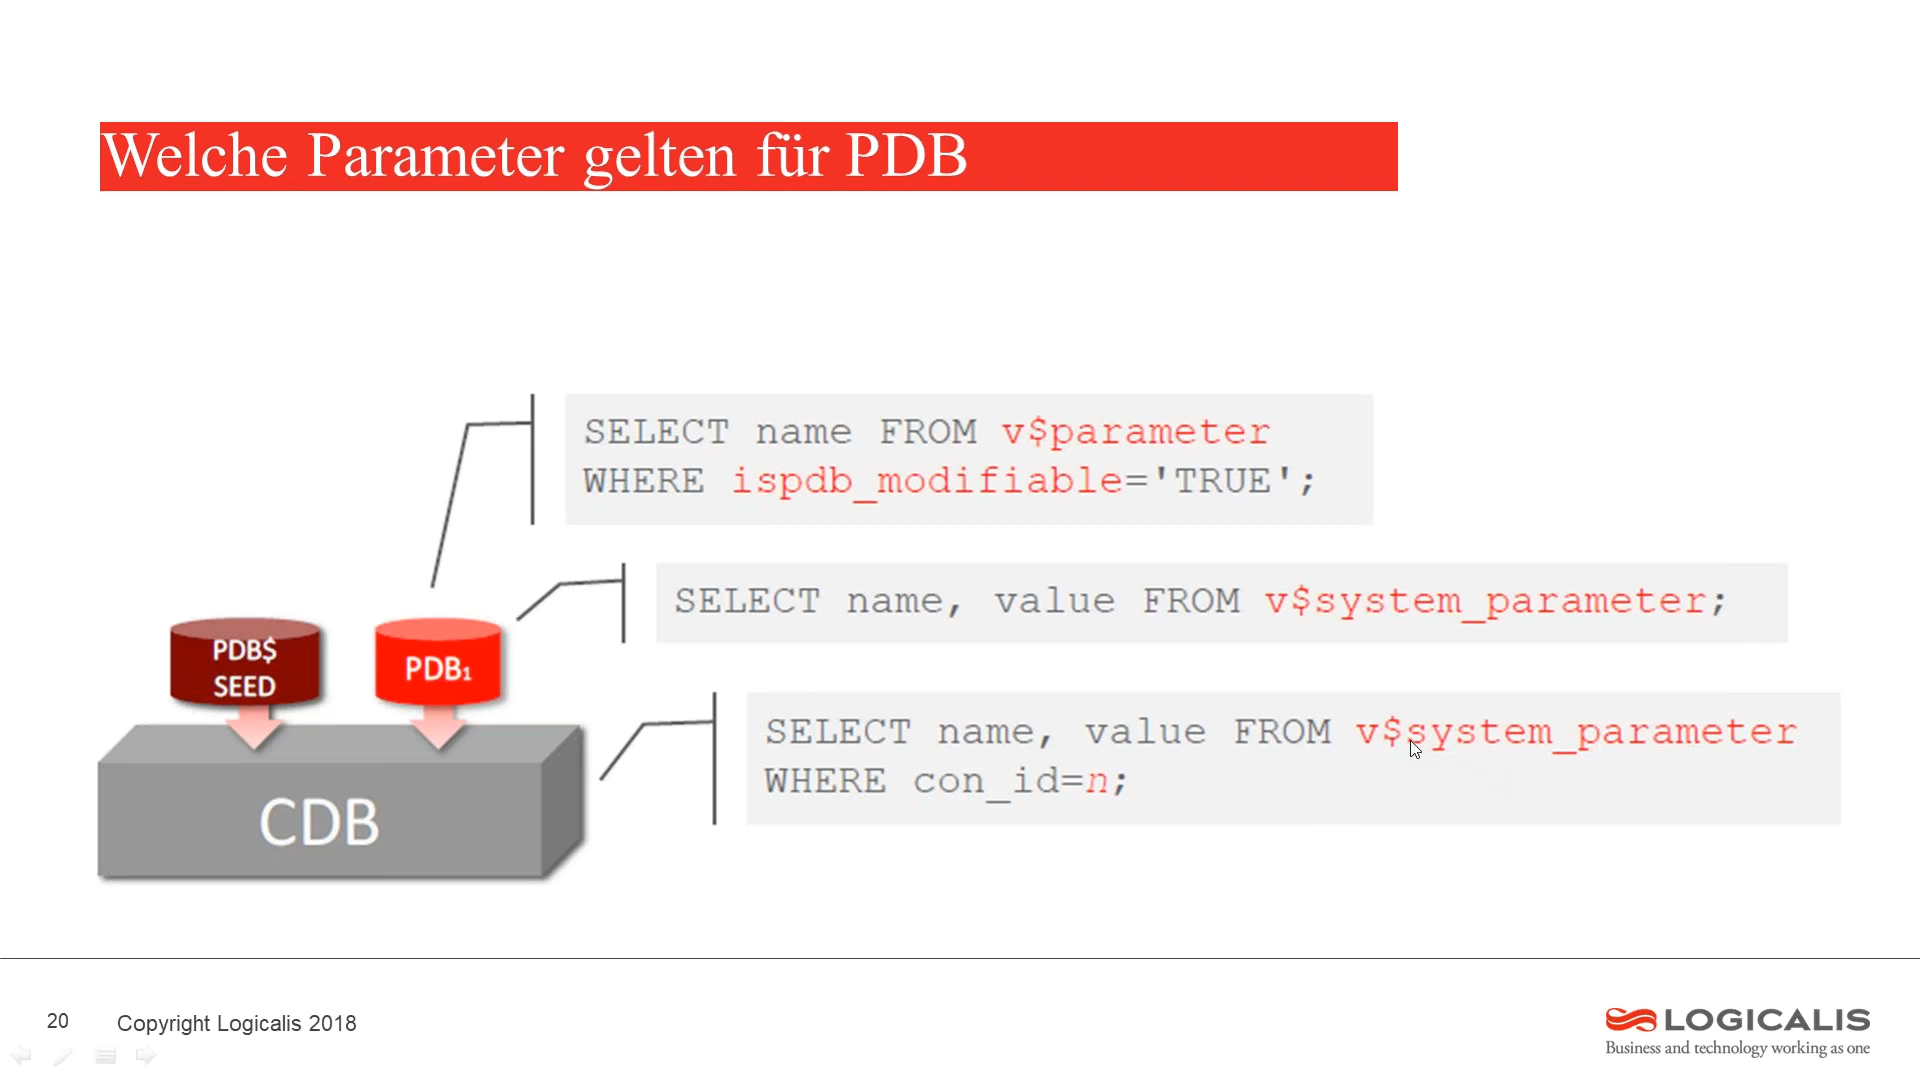 Welche Parameter gelten für PDB
SELECT name FROM v$parameter
WHERE ispdb_modifiable='TRUE';
SELECT name, value FROM v$system_parameter;
PDB$
SEED
PDB₁
SELECT name, value FROM v$system_parameter
WHERE con_id=n;
CDB
20
Copyright Logicalis 2018
LOGICALIS
Business and technology working as one